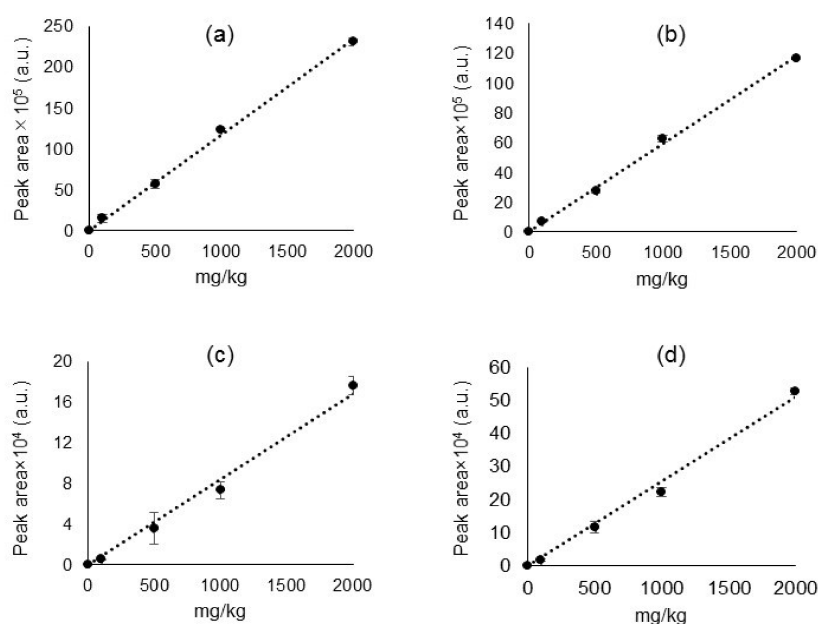 (a)
Peak area × 10⁵ (a.u.)
250
200
150
100
50
0
0 500 1000 1500 2000
mg/kg
(b)
Peak area×10⁵ (a.u.)
140
120
100
80
60
40
20
0
0 500 1000 1500 2000
mg/kg
(c)
Peak area×10⁴ (a.u.)
20
16
12
8
4
0
0 500 1000 1500 2000
mg/kg
(d)
Peak area×10⁴ (a.u.)
60
50
40
30
20
10
0
0 500 1000 1500 2000
mg/kg